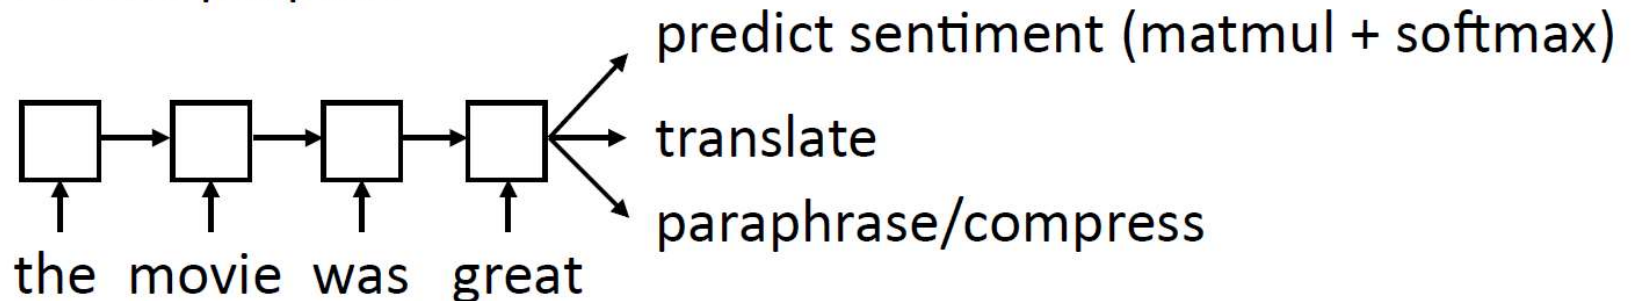 predict sentiment (matmul + softmax)
translate
paraphrase/compress
the movie was great